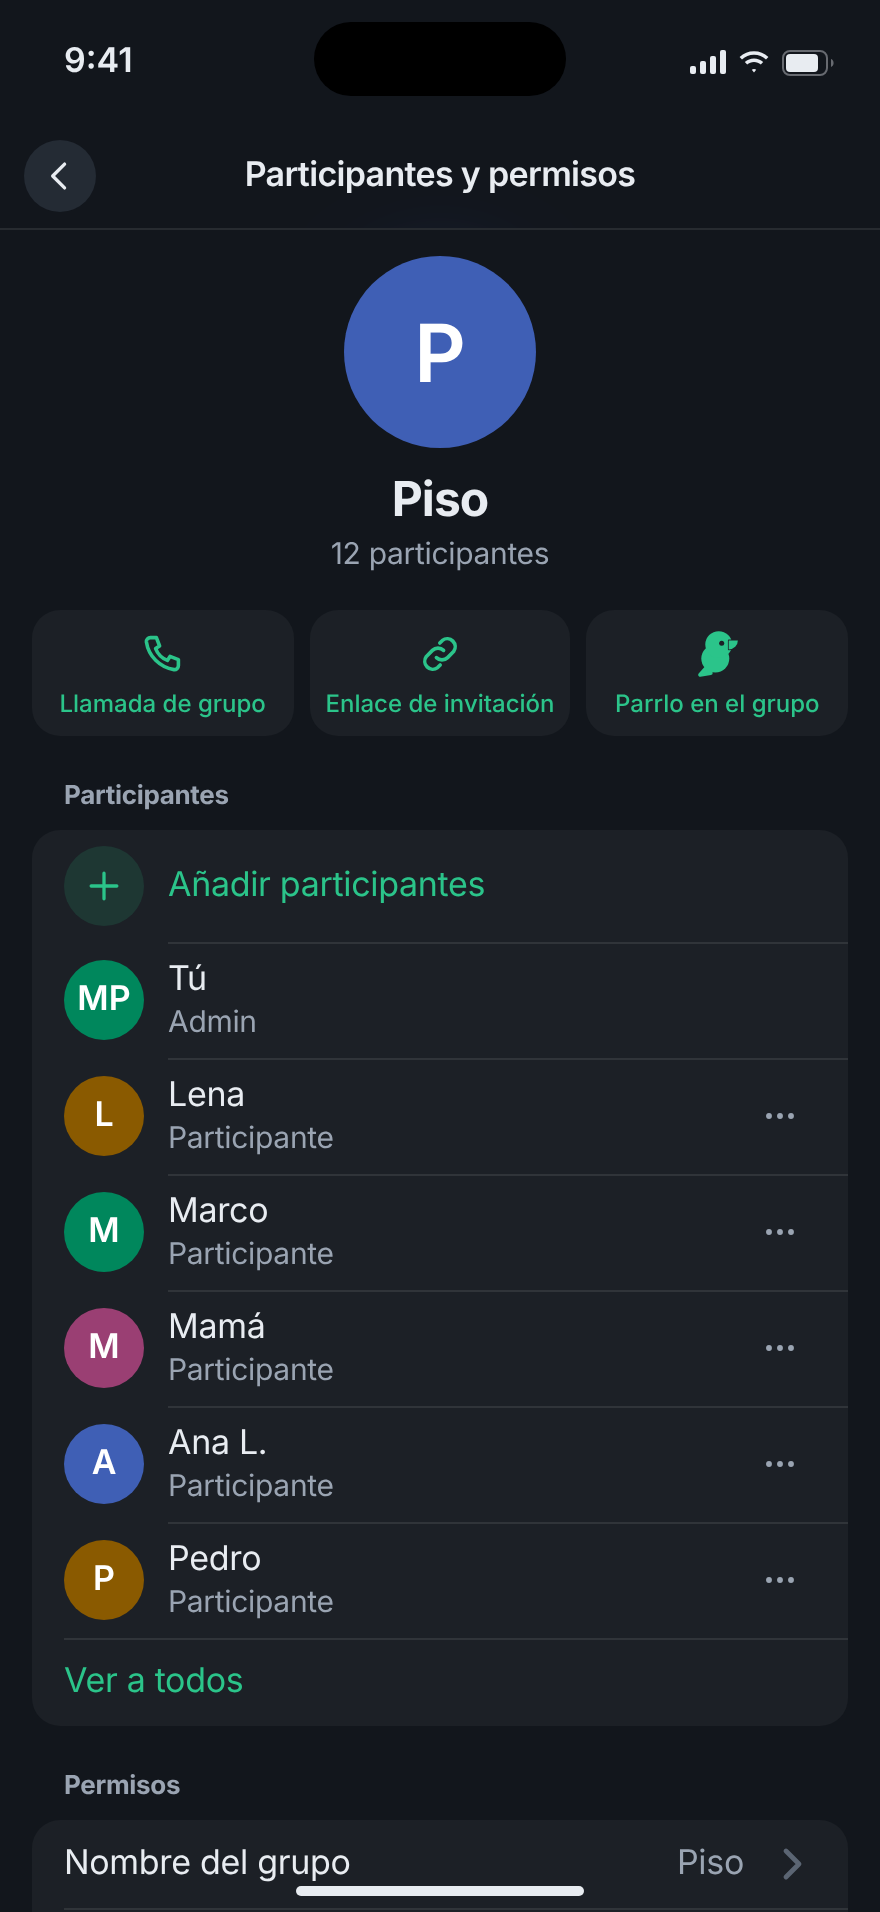 9:41
Participantes y permisos
P
Piso
12 participantes
Llamada de grupo
Enlace de invitación
Parrlo en el grupo
Participantes
Añadir participantes
MP
Tú
Admin
L
Lena
Participante
M
Marco
Participante
M
Mamá
Participante
A
Ana L.
Participante
P
Pedro
Participante
Ver a todos
Permisos
Nombre del grupo Piso